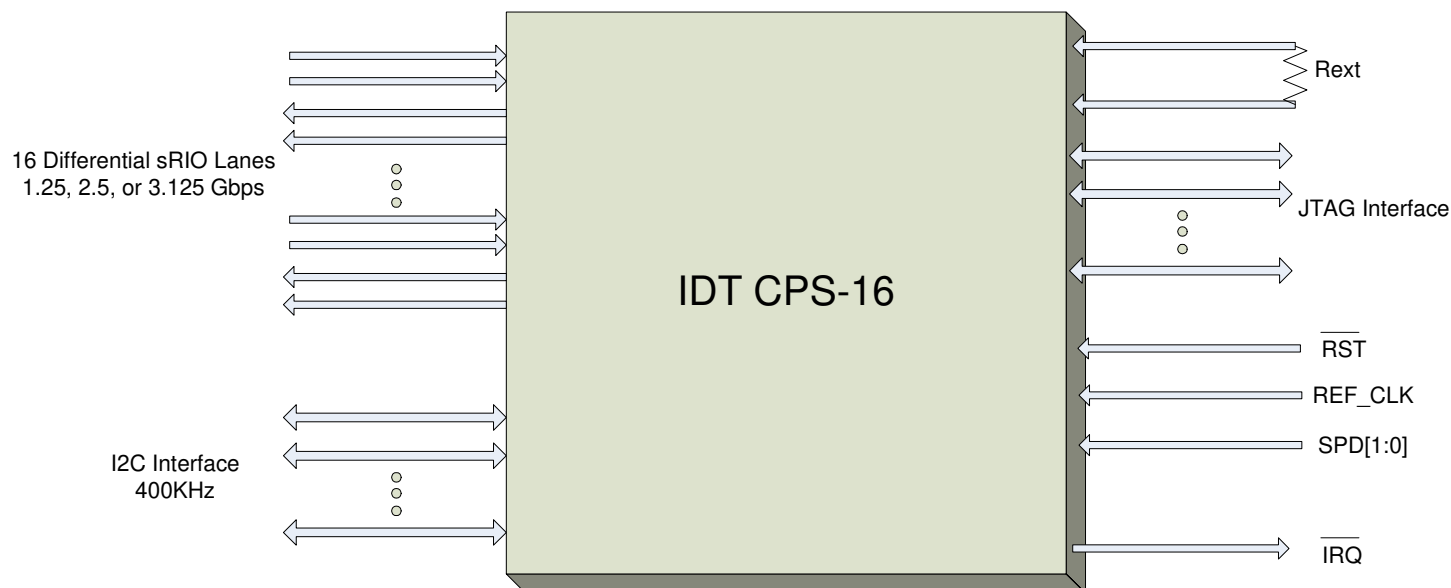 16 Differential sRIO Lanes
1.25, 2.5, or 3.125 Gbps
I2C Interface
400KHz
IDT CPS-16
Rext
JTAG Interface
RST
REF_CLK
SPD[1:0]
IRQ